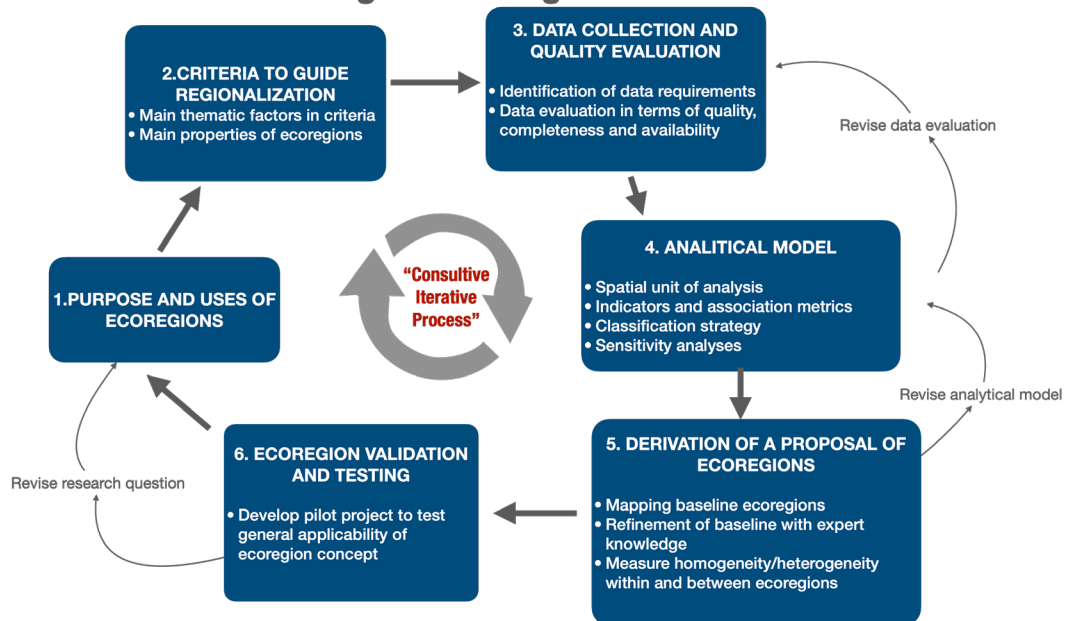 1.PURPOSE AND USES OF
ECOREGIONS
2.CRITERIA TO GUIDE
REGIONALIZATION
• Main thematic factors in criteria
• Main properties of ecoregions
3. DATA COLLECTION AND
QUALITY EVALUATION
• Identification of data requirements
• Data evaluation in terms of quality,
completeness and availability
Revise data evaluation
4. ANALITICAL MODEL
• Spatial unit of analysis
• Indicators and association metrics
• Classification strategy
• Sensitivity analyses
Revise analytical model
5. DERIVATION OF A PROPOSAL OF
ECOREGIONS
• Mapping baseline ecoregions
• Refinement of baseline with expert
knowledge
• Measure homogeneity/heterogeneity
within and between ecoregions
6. ECOREGION VALIDATION
AND TESTING
• Develop pilot project to test
general applicability of
ecoregion concept
Revise research question
“Consultive
Iterative
Process”